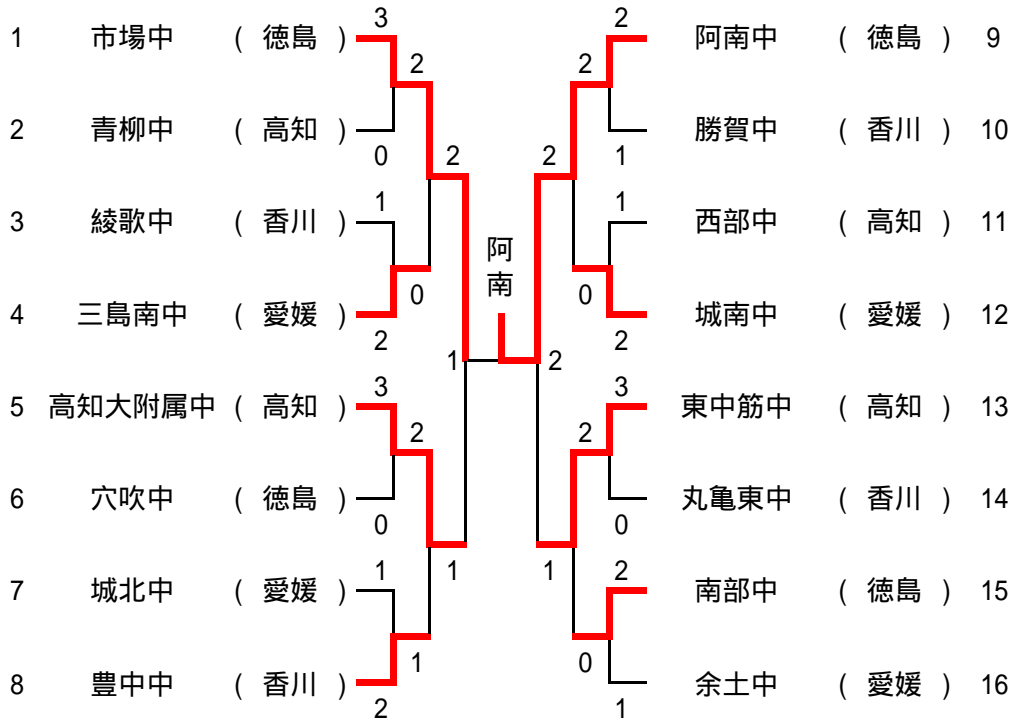 3 2
1 市場中 ( 徳島 ) 阿南中 ( 徳島 ) 9
2 2
2 青柳中 ( 高知 ) 勝賀中 ( 香川 ) 10
0 2 2 1
1 1
3 綾歌中 ( 香川 ) 西部中 ( 高知 ) 11
阿南
0 0
4 三島南中 ( 愛媛 ) 城南中 ( 愛媛 ) 12
2 2
1 2
3 3
5 高知大附属中 ( 高知 ) 東中筋中 ( 高知 ) 13
2 2
6 穴吹中 ( 徳島 ) 丸亀東中 ( 香川 ) 14
0 0
1 1 1 2
7 城北中 ( 愛媛 ) 南部中 ( 徳島 ) 15
1 0
8 豊中中 ( 香川 ) 余土中 ( 愛媛 ) 16
2 1